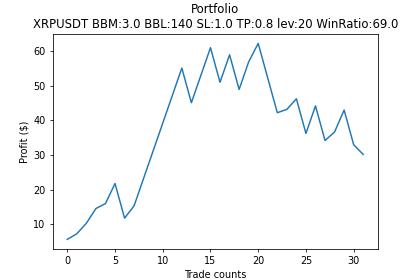 Portfolio
XRPUSDT BBM:3.0 BBL:140 SL:1.0 TP:0.8 lev:20 WinRatio:69.0
60
50
40
30
20
10
Profit ($)
0 5 10 15 20 25 30
Trade counts